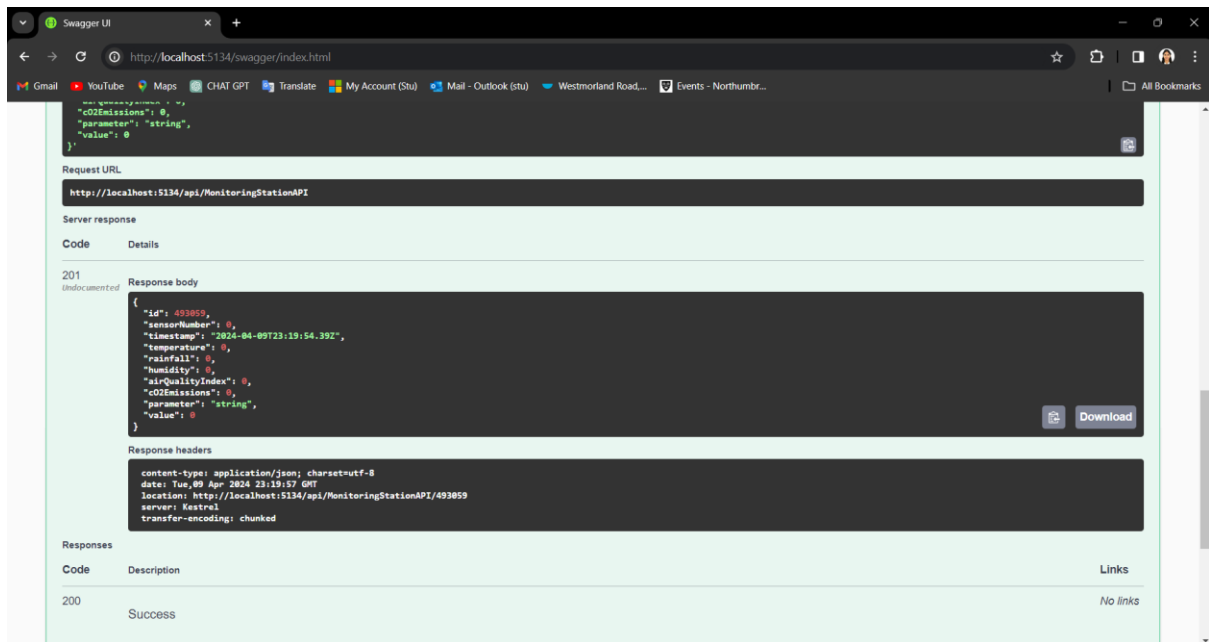 Swagger UI
http://localhost:5134/swagger/index.html
Gmail YouTube Maps CHAT GPT Translate My Account (Stu) Mail - Outlook (stu) Westmorland Road,... Events - Northumbr... All Bookmarks
"airQualityIndex": 0,
"cO2Emissions": 0,
"parameter": "string",
"value": 0
}'
Request URL
http://localhost:5134/api/MonitoringStationAPI
Server response
Code Details
201
Undocumented
Response body
{
"id": 493059,
"sensorNumber": 0,
"timestamp": "2024-04-09T23:19:54.39Z",
"temperature": 0,
"rainfall": 0,
"humidity": 0,
"airQualityIndex": 0,
"cO2Emissions": 0,
"parameter": "string",
"value": 0
}
Download
Response headers
content-type: application/json; charset=utf-8
date: Tue,09 Apr 2024 23:19:57 GMT
location: http://localhost:5134/api/MonitoringStationAPI/493059
server: Kestrel
transfer-encoding: chunked
Responses
Code Description Links
200 Success No links